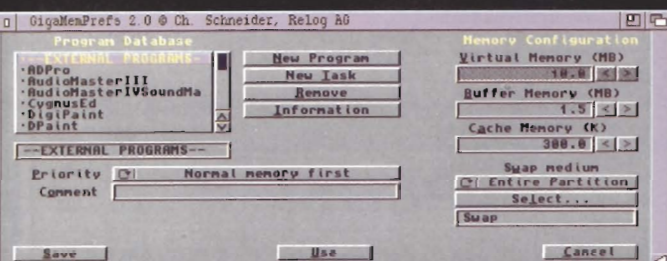 GigaMemPrefs 2.0 © Ch. Schneider, Relog AG
Program Database
--EXTERNAL PROGRAMS-
·ADPro
·AudioMasterIII
·AudioMasterIVSoundMa
·CygnusEd
·DigiPaint
·DPaint
--EXTERNAL PROGRAMS--
New Program
New Task
Remove
Information
Priority
Normal memory first
Comment
Memory Configuration
Virtual Memory (MB)
10.0 < >
Buffer Memory (MB)
1.5 < >
Cache Memory (K)
300.0 < >
Swap medium
Entire Partition
Select...
Swap
Save
Use
Cancel